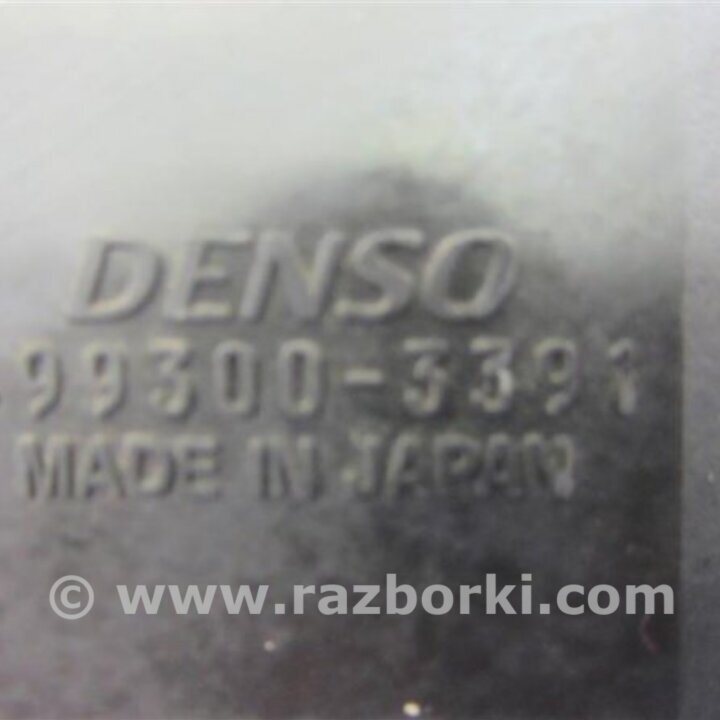 DENSO
99300-3391
MADE IN JAPAN
© www.razborki.com